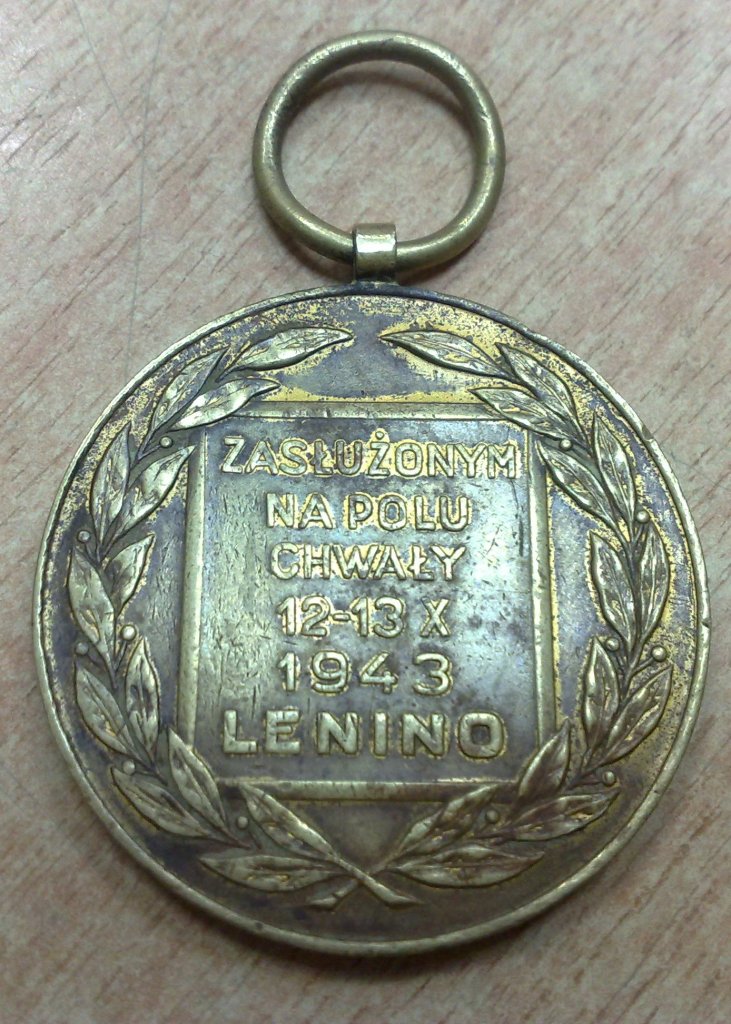 ZASŁUŻONYM
NA POLU
CHWAŁY
12-13 X
1943
LENINO